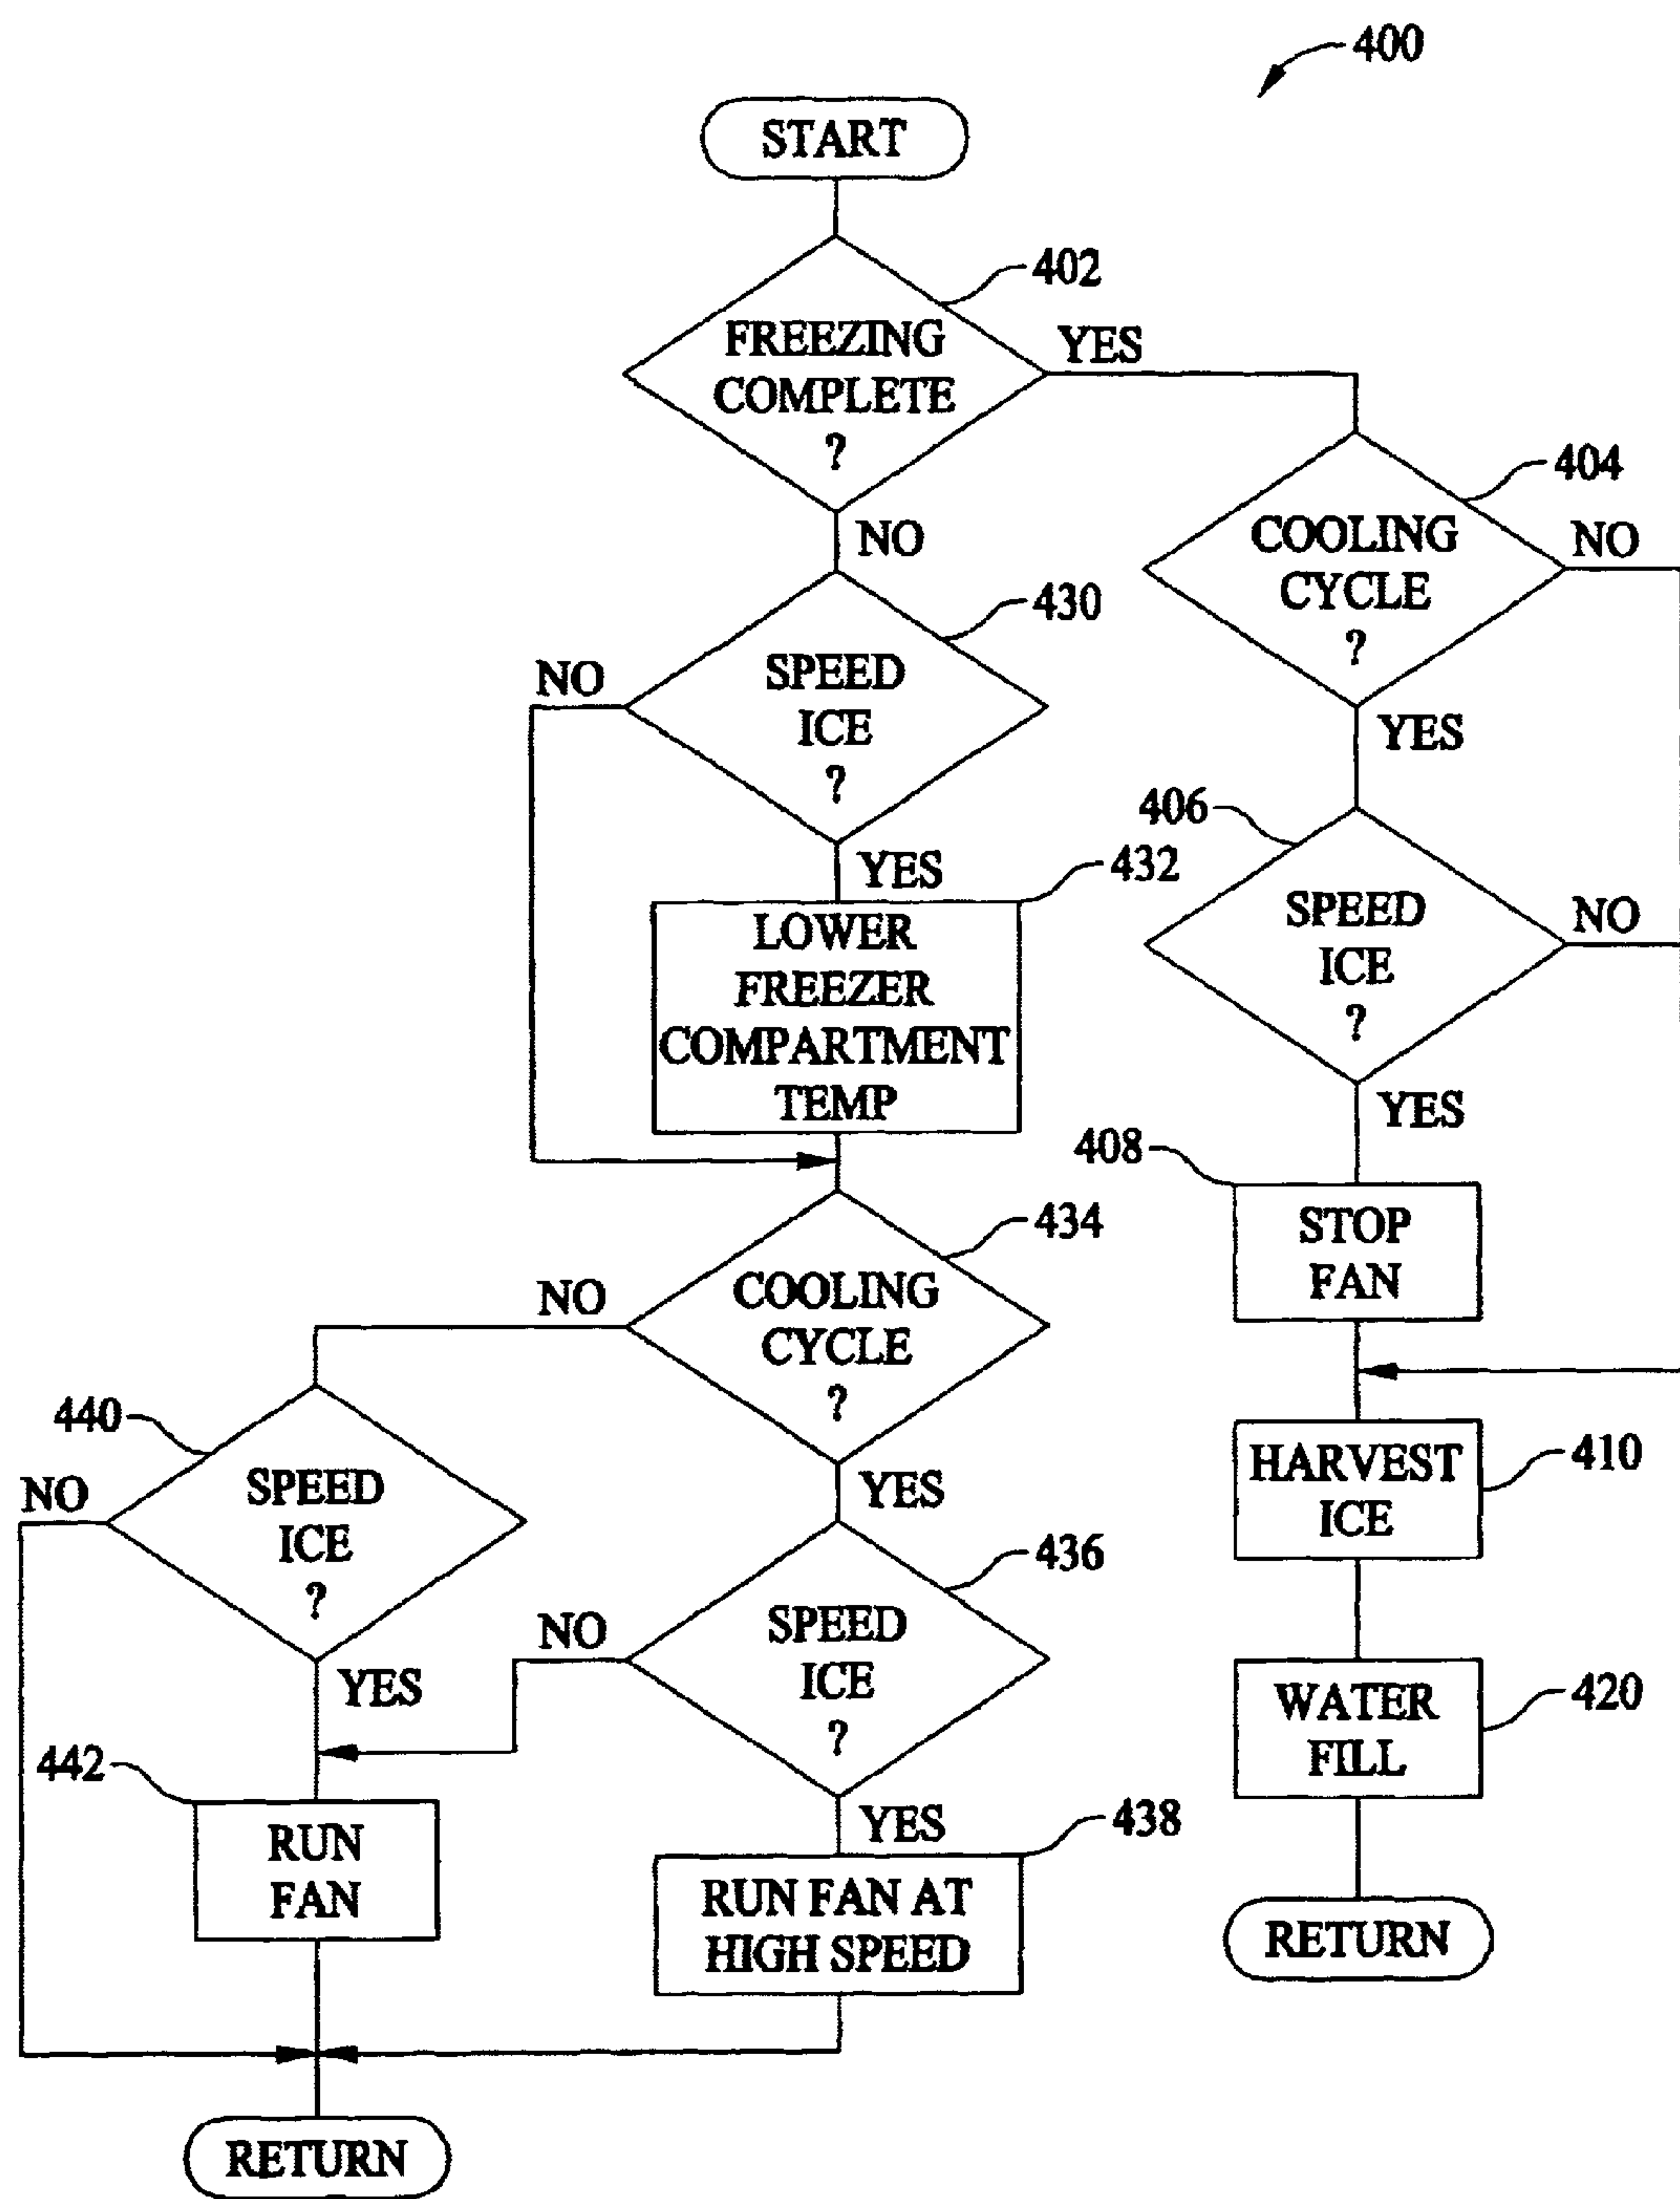 400
START
402
FREEZING
COMPLETE
?
YES
NO
404
COOLING
CYCLE
?
NO
YES
430
SPEED
ICE
?
NO
YES
406
SPEED
ICE
?
NO
YES
432
LOWER
FREEZER
COMPARTMENT
TEMP
408
STOP
FAN
434
COOLING
CYCLE
?
NO
YES
410
HARVEST
ICE
440
SPEED
ICE
?
NO
YES
436
SPEED
ICE
?
NO
YES
420
WATER
FILL
442
RUN
FAN
438
RUN FAN AT
HIGH SPEED
RETURN
RETURN